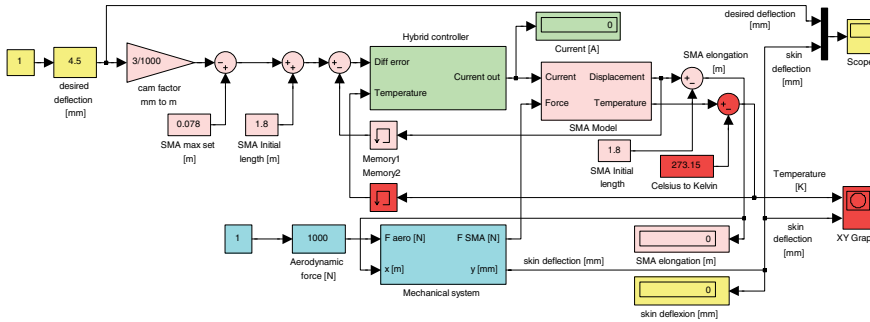 Hybrid controller
0
Current [A]
desired deflection
[mm]
skin
deflection
[mm]
Scope
1
4.5
desired
deflection
[mm]
3/1000
cam factor
mm to m
0.078
SMA max set
[m]
1.8
SMA Initial
length [m]
Diff error
Temperature
Current out
Current
Force
Displacement
Temperature
SMA Model
SMA elongation
[m]
Memory1
Memory2
1.8
SMA Initial
length
273.15
Celsius to Kelvin
Temperature
[K]
skin
deflection
[mm]
XY Grap
1
1000
Aerodynamic
force [N]
F aero [N]
x [m]
F SMA [N]
y [mm]
Mechanical system
skin deflection [mm]
0
SMA elongation [m]
0
skin deflexion [mm]